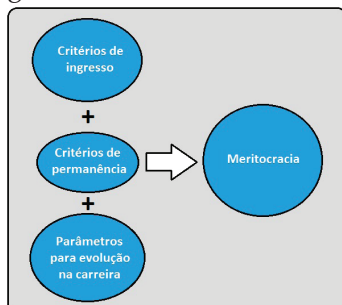 Critérios de
ingresso
+
Critérios de
permanência
Meritocracia
+
Parâmetros
para evolução
na carreira